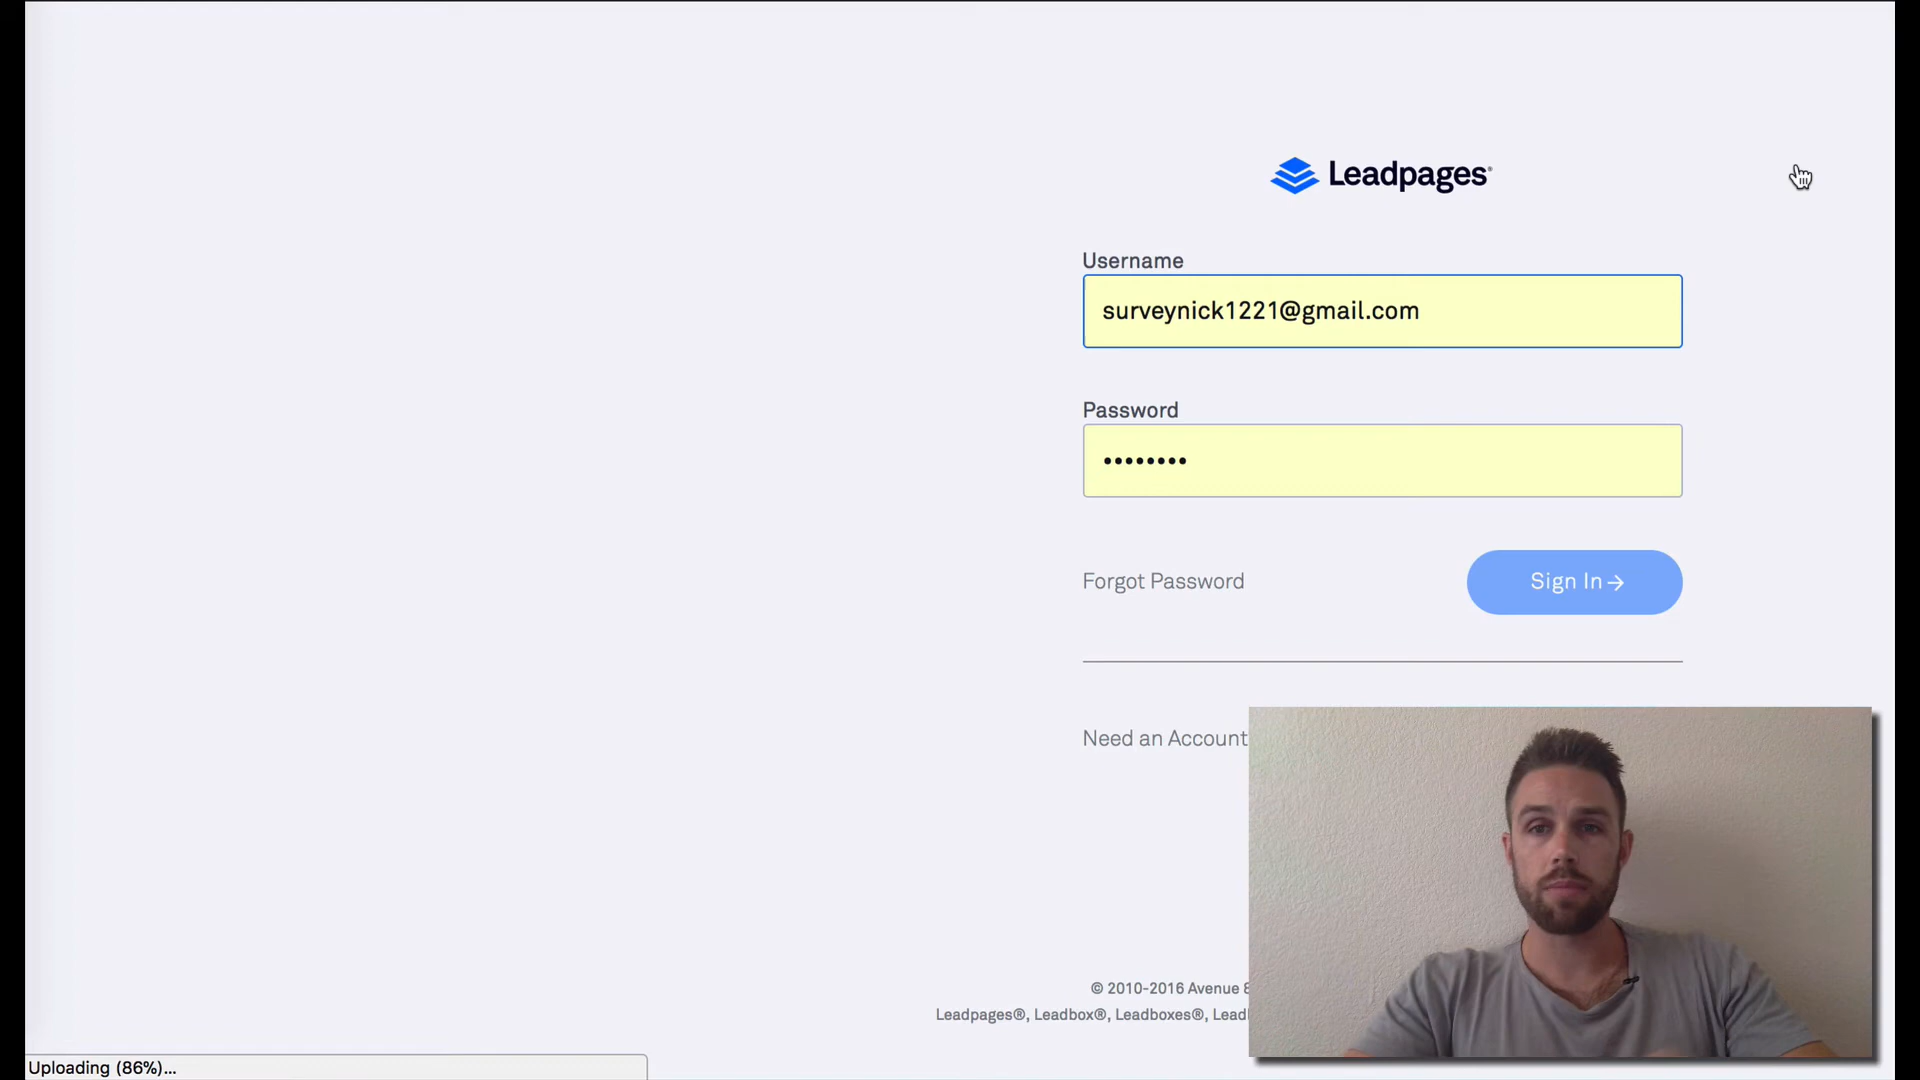 Leadpages®
Username
surveynick1221@gmail.com
Password
••••••••
Forgot Password
Sign In →
Need an Account
© 2010-2016 Avenue
Leadpages®, Leadbox®, Leadboxes®,
Uploading (86%)...